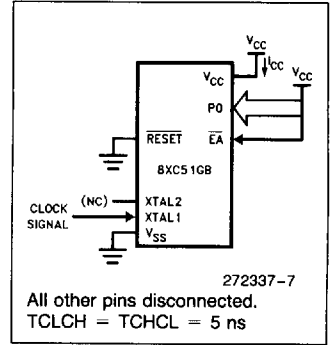 VCC
ICC
VCC
VCC
P0
RESET
EA
8XC51GB
(NC)
XTAL2
CLOCK
SIGNAL
XTAL1
VSS
272337-7
All other pins disconnected.
TCLCH = TCHCL = 5 ns